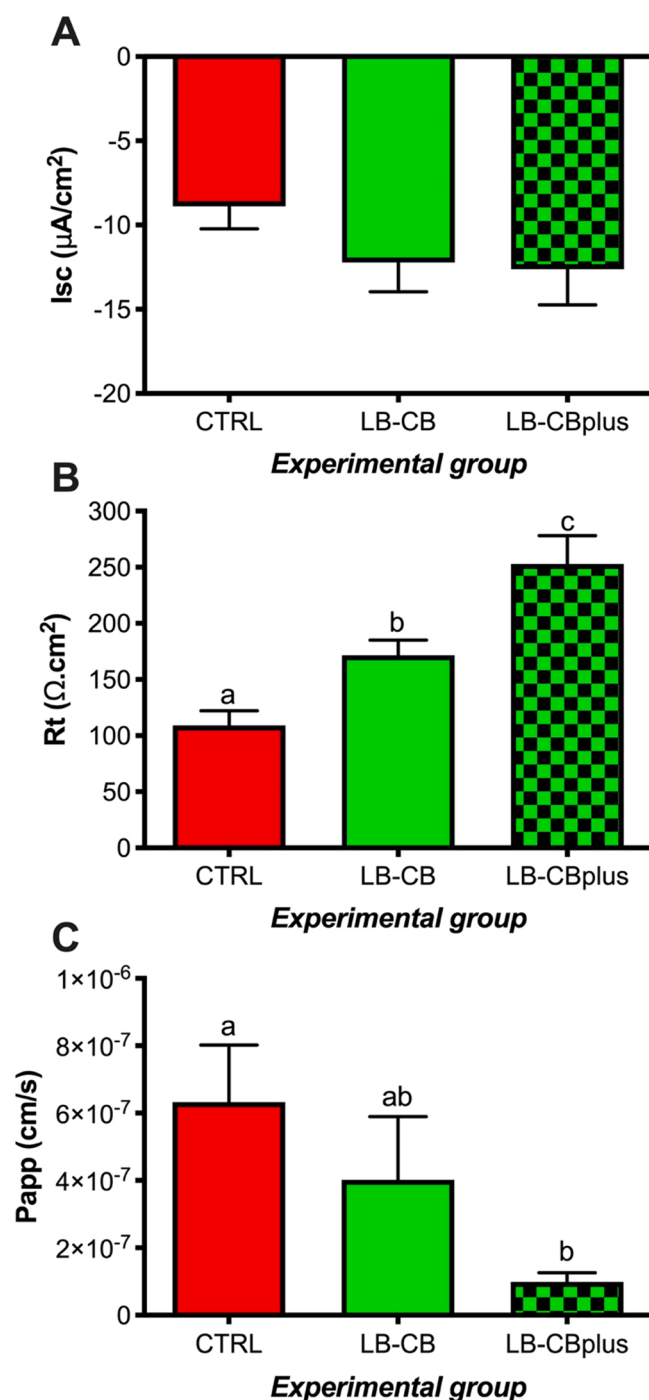 A
Isc (µA/cm²)
0
-5
-10
-15
-20
CTRL LB-CB LB-CBplus
Experimental group
B
Rt (Ω.cm²)
300
250
200
150
100
50
0
a b c
CTRL LB-CB LB-CBplus
Experimental group
C
Papp (cm/s)
1×10⁻⁶
8×10⁻⁷
6×10⁻⁷
4×10⁻⁷
2×10⁻⁷
0
a ab b
CTRL LB-CB LB-CBplus
Experimental group